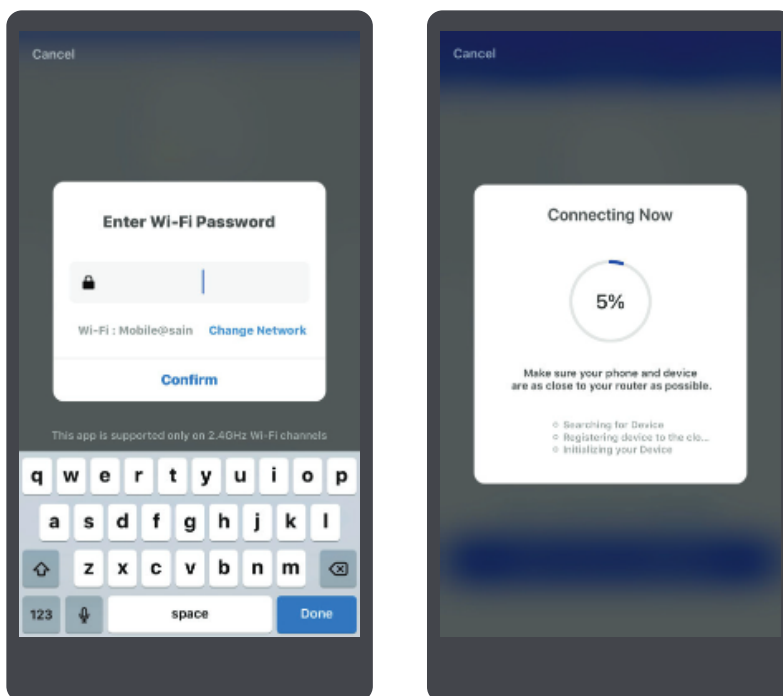 Cancel
Enter Wi-Fi Password
Wi-Fi : Mobile@sain Change Network
Confirm
This app is supported only on 2.4GHz Wi-Fi channels
q w e r t y u i o p
a s d f g h j k l
z x c v b n m
123 space Done
Cancel
Connecting Now
5%
Make sure your phone and device
are as close to your router as possible.
Searching for Device
Registering device to the clo...
Initializing your Device